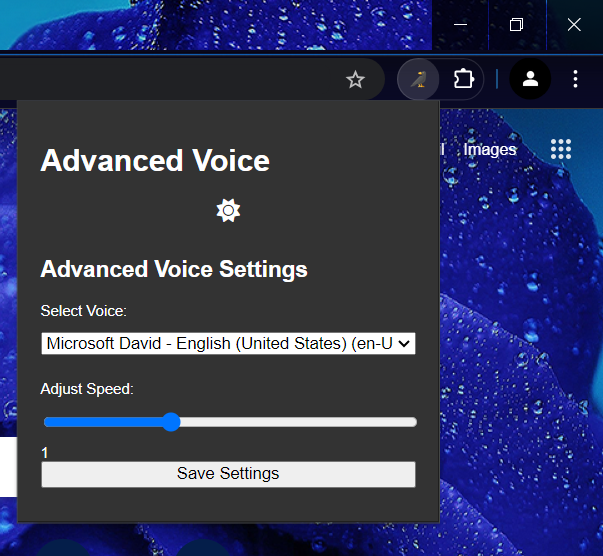 Images
Advanced Voice
Advanced Voice Settings
Select Voice:
Microsoft David - English (United States) (en-U
Adjust Speed:
1
Save Settings